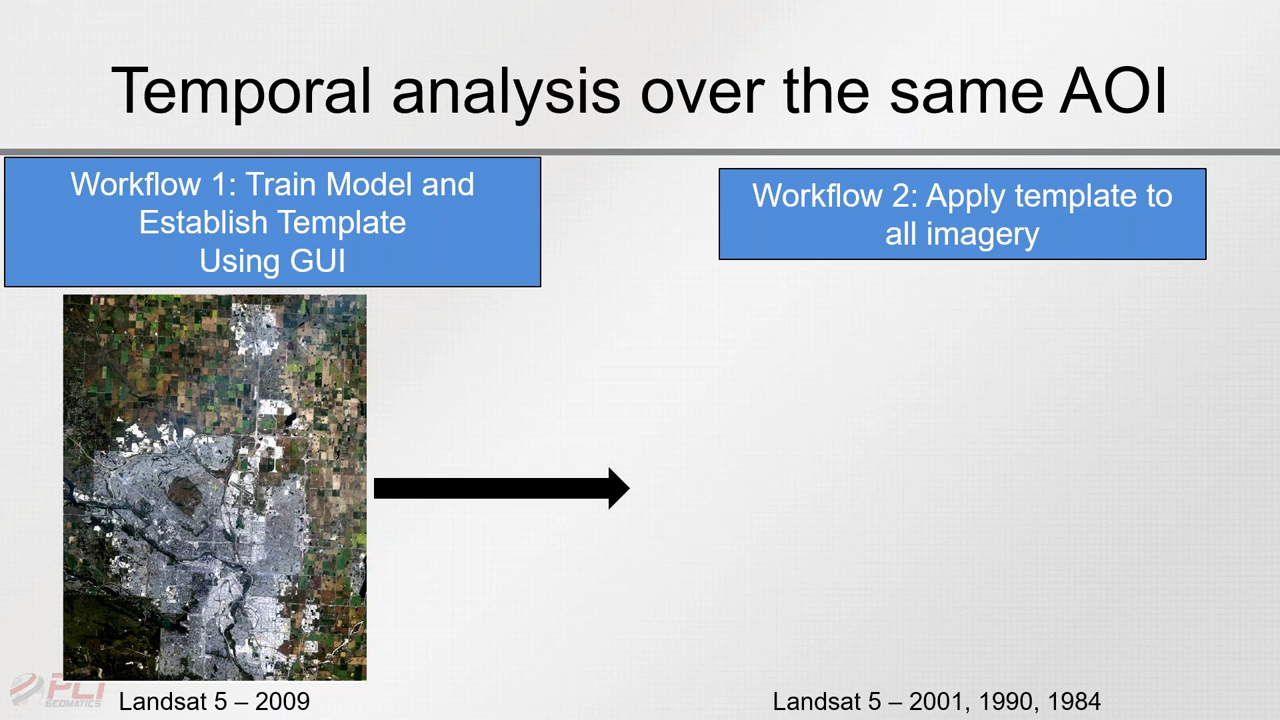 Temporal analysis over the same AOI
Workflow 1: Train Model and
Establish Template
Using GUI
Workflow 2: Apply template to
all imagery
PCI
GEOMATICS
Landsat 5 – 2009
Landsat 5 – 2001, 1990, 1984